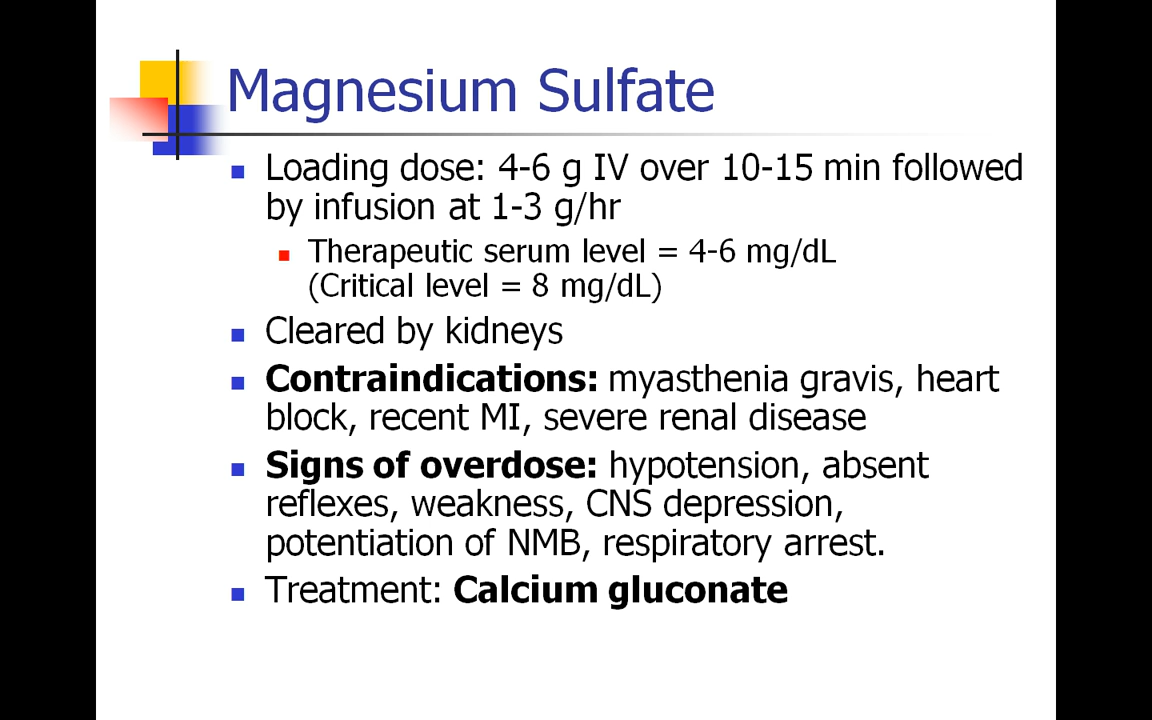 Magnesium Sulfate
Loading dose: 4-6 g IV over 10-15 min followed
by infusion at 1-3 g/hr
Therapeutic serum level = 4-6 mg/dL
(Critical level = 8 mg/dL)
Cleared by kidneys
Contraindications: myasthenia gravis, heart
block, recent MI, severe renal disease
Signs of overdose: hypotension, absent
reflexes, weakness, CNS depression,
potentiation of NMB, respiratory arrest.
Treatment: Calcium gluconate